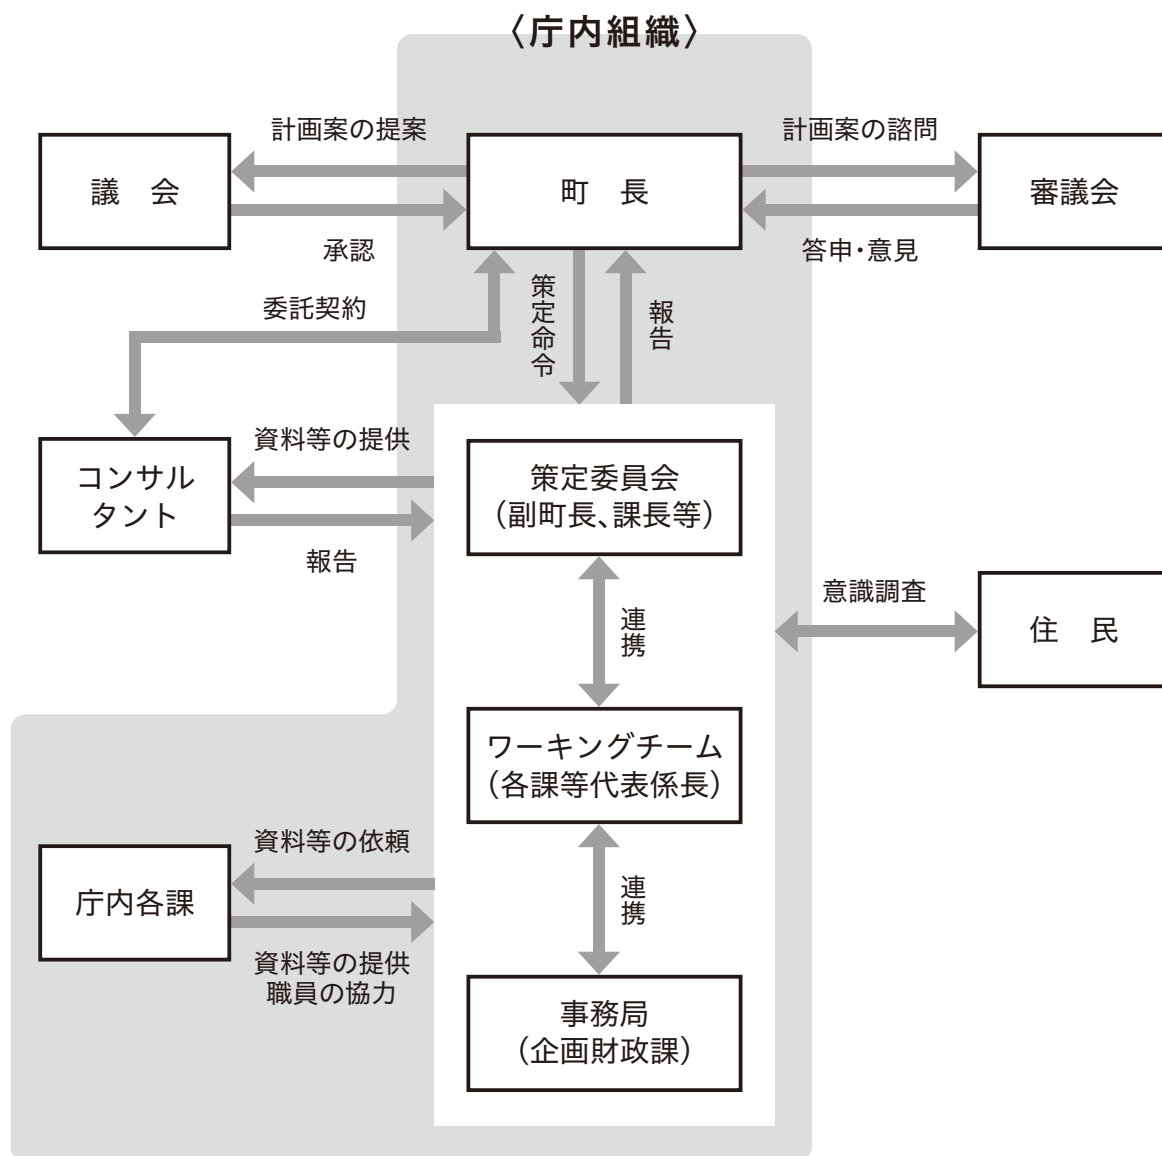 〈庁内組織〉
計画案の提案
計画案の諮問
議　会
町　長
審議会
承認
答申・意見
委託契約
策定命令
報告
コンサル
タント
資料等の提供
報告
策定委員会
（副町長、課長等）
連携
意識調査
住　民
ワーキングチーム
（各課等代表係長）
資料等の依頼
庁内各課
資料等の提供
職員の協力
連携
事務局
（企画財政課）